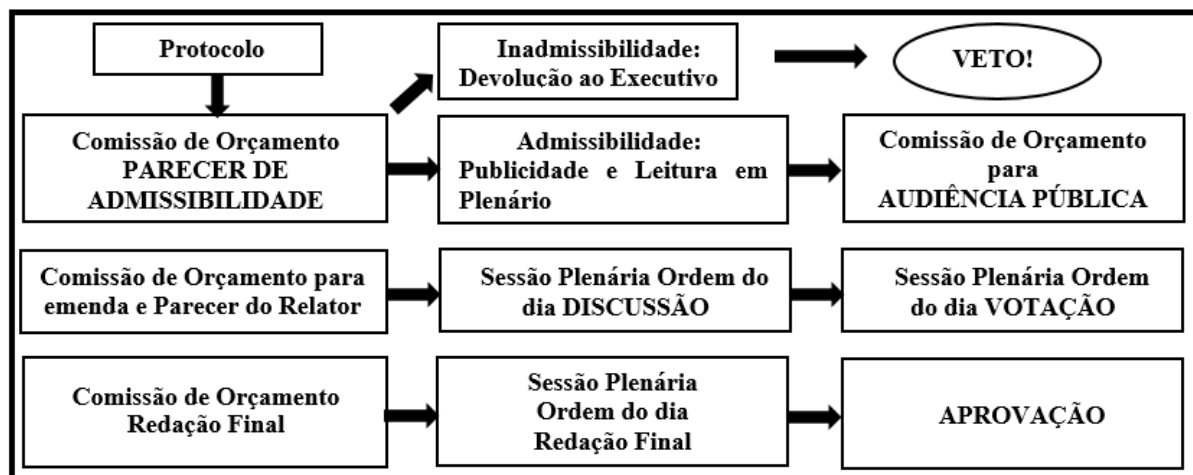 Protocolo
Inadmissibilidade:
Devolução ao Executivo
VETO!
Comissão de Orçamento
PARECER DE
ADMISSIBILIDADE
Admissibilidade:
Publicidade e Leitura em
Plenário
Comissão de Orçamento
para
AUDIÊNCIA PÚBLICA
Comissão de Orçamento para
emenda e Parecer do Relator
Sessão Plenária Ordem do
dia DISCUSSÃO
Sessão Plenária Ordem
do dia VOTAÇÃO
Comissão de Orçamento
Redação Final
Sessão Plenária
Ordem do dia
Redação Final
APROVAÇÃO